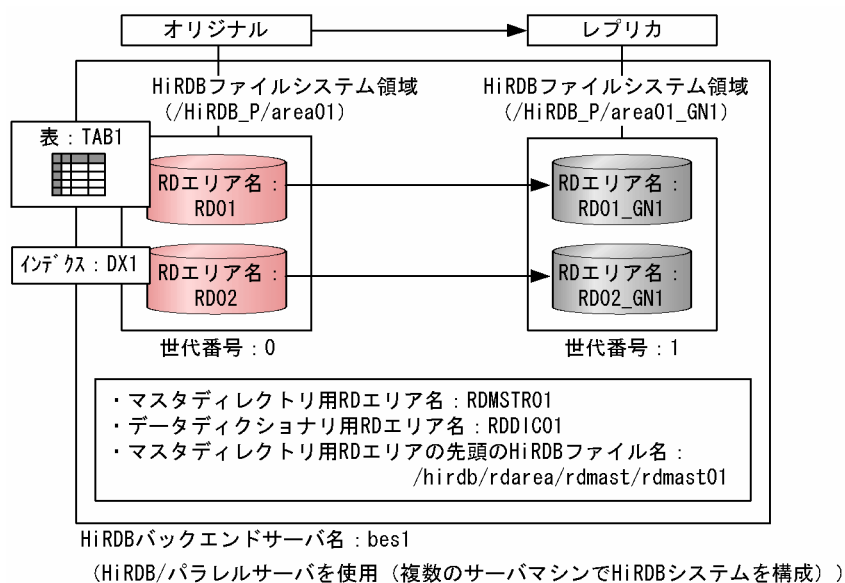 オリジナル
レプリカ
HiRDBファイルシステム領域
(/HiRDB_P/area01)
HiRDBファイルシステム領域
(/HiRDB_P/area01_GN1)
表：TAB1
RDエリア名：
RD01
RDエリア名：
RD01_GN1
ｲﾝﾃﾞｸｽ：DX1
RDエリア名：
RD02
RDエリア名：
RD02_GN1
世代番号：0
世代番号：1
・マスタディレクトリ用RDエリア名：RDMSTR01
・データディクショナリ用RDエリア名：RDDIC01
・マスタディレクトリ用RDエリアの先頭のHiRDBファイル名：
/hirdb/rdarea/rdmast/rdmast01
HiRDBバックエンドサーバ名：bes1
（HiRDB/パラレルサーバを使用（複数のサーバマシンでHiRDBシステムを構成））